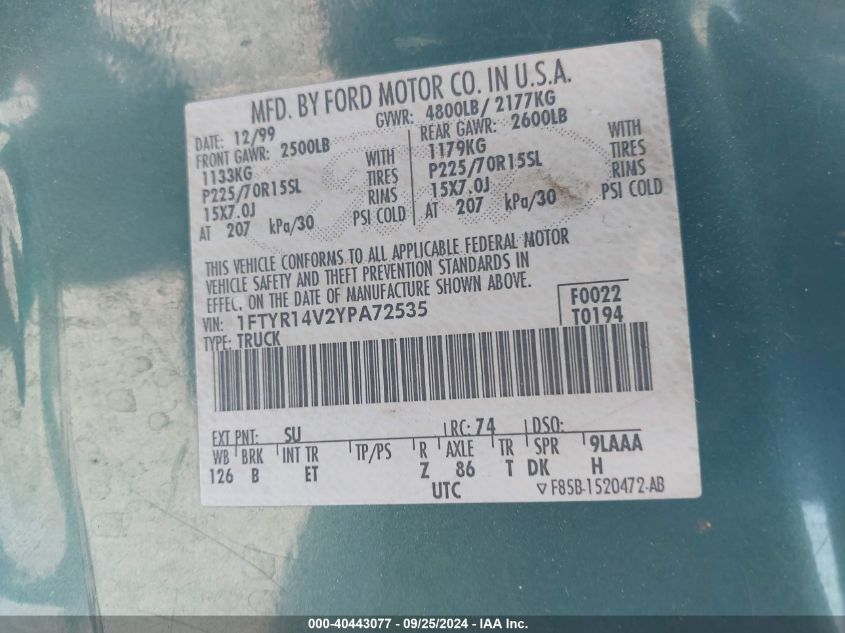 MFD. BY FORD MOTOR CO. IN U.S.A.
DATE: 12/99 GVWR: 4800LB/ 2177KG
FRONT GAWR: 2500LB REAR GAWR: 2600LB
1133KG WITH 1179KG WITH
P225/70R15SL TIRES P225/70R15SL TIRES
15X7.0J RIMS 15X7.0J RIMS
AT 207 kPa/30 PSI COLD AT 207 kPa/30 PSI COLD
THIS VEHICLE CONFORMS TO ALL APPLICABLE FEDERAL MOTOR
VEHICLE SAFETY AND THEFT PREVENTION STANDARDS IN
EFFECT ON THE DATE OF MANUFACTURE SHOWN ABOVE.
VIN: 1FTYR14V2YPA72535 F0022
TYPE: TRUCK T0194
EXT PNT: SU RC: 74 DSO:
WB BRK INT TR TP/PS R AXLE TR SPR 9LAAA
126 B ET Z 86 T DK H
UTC ▽ F85B-1520472-AB
000-40443077 - 09/25/2024 - IAA Inc.